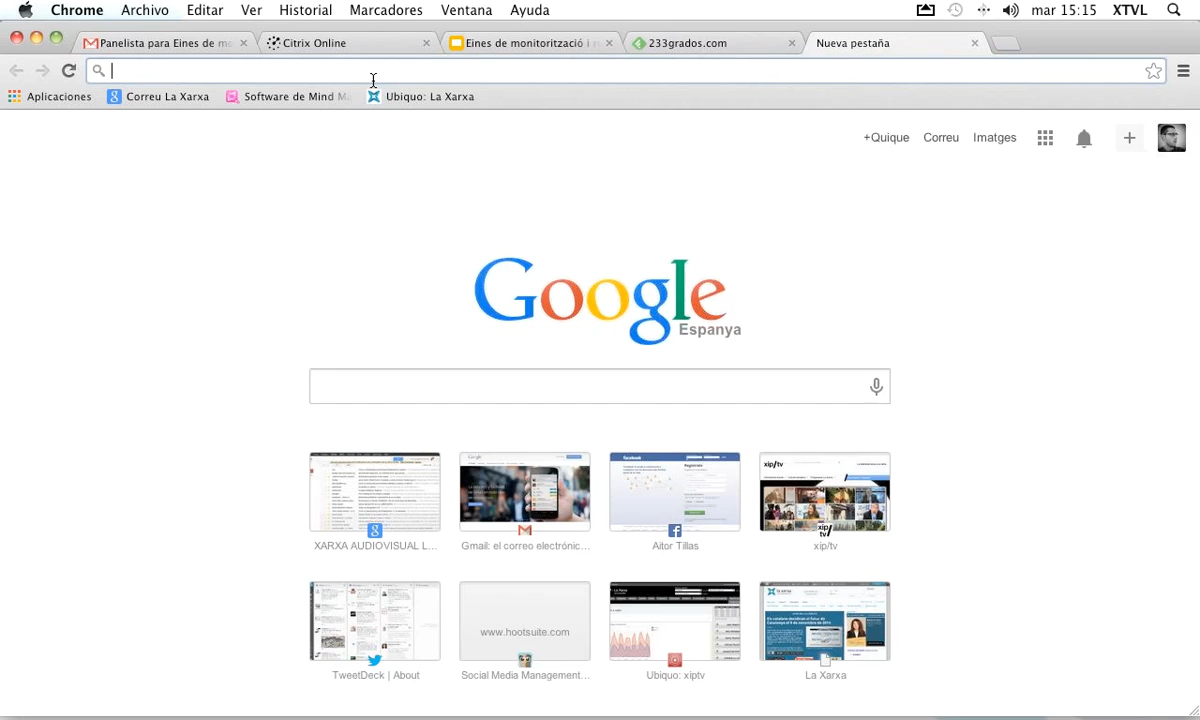 Chrome Archivo Editar Ver Historial Marcadores Ventana Ayuda mar 15:15 XTVL
Panelista para Eines de mo Citrix Online Eines de monitorització i 233grados.com Nueva pestaña
Aplicaciones Correu La Xarxa Software de Mind Ma Ubiquo: La Xarxa
+Quique Correu Imatges
Google
Espanya
XARXA AUDIOVISUAL L... Gmail: el correo electrónic... Aitor Tillas xip/tv
www.hootsuite.com
TweetDeck | About Social Media Management... Ubiquo: xiptv La Xarxa